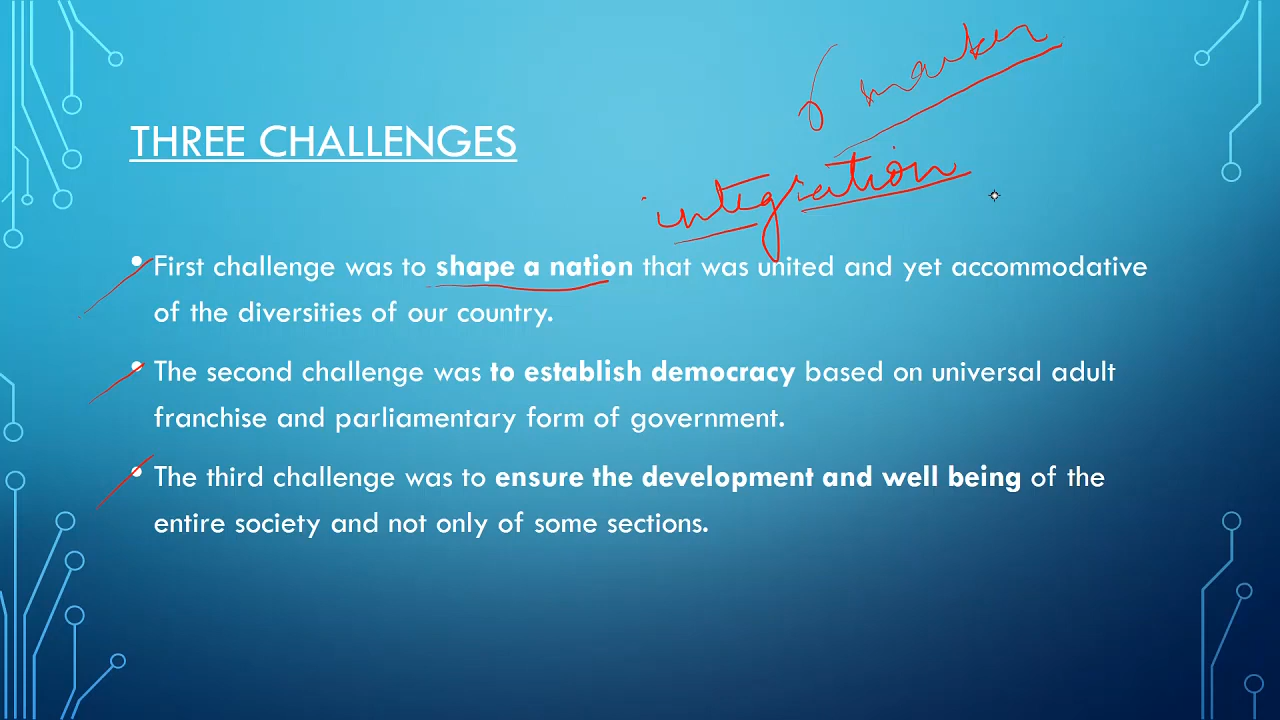 6 marker
THREE CHALLENGES
integration
• First challenge was to shape a nation that was united and yet accommodative
of the diversities of our country.
• The second challenge was to establish democracy based on universal adult
franchise and parliamentary form of government.
• The third challenge was to ensure the development and well being of the
entire society and not only of some sections.